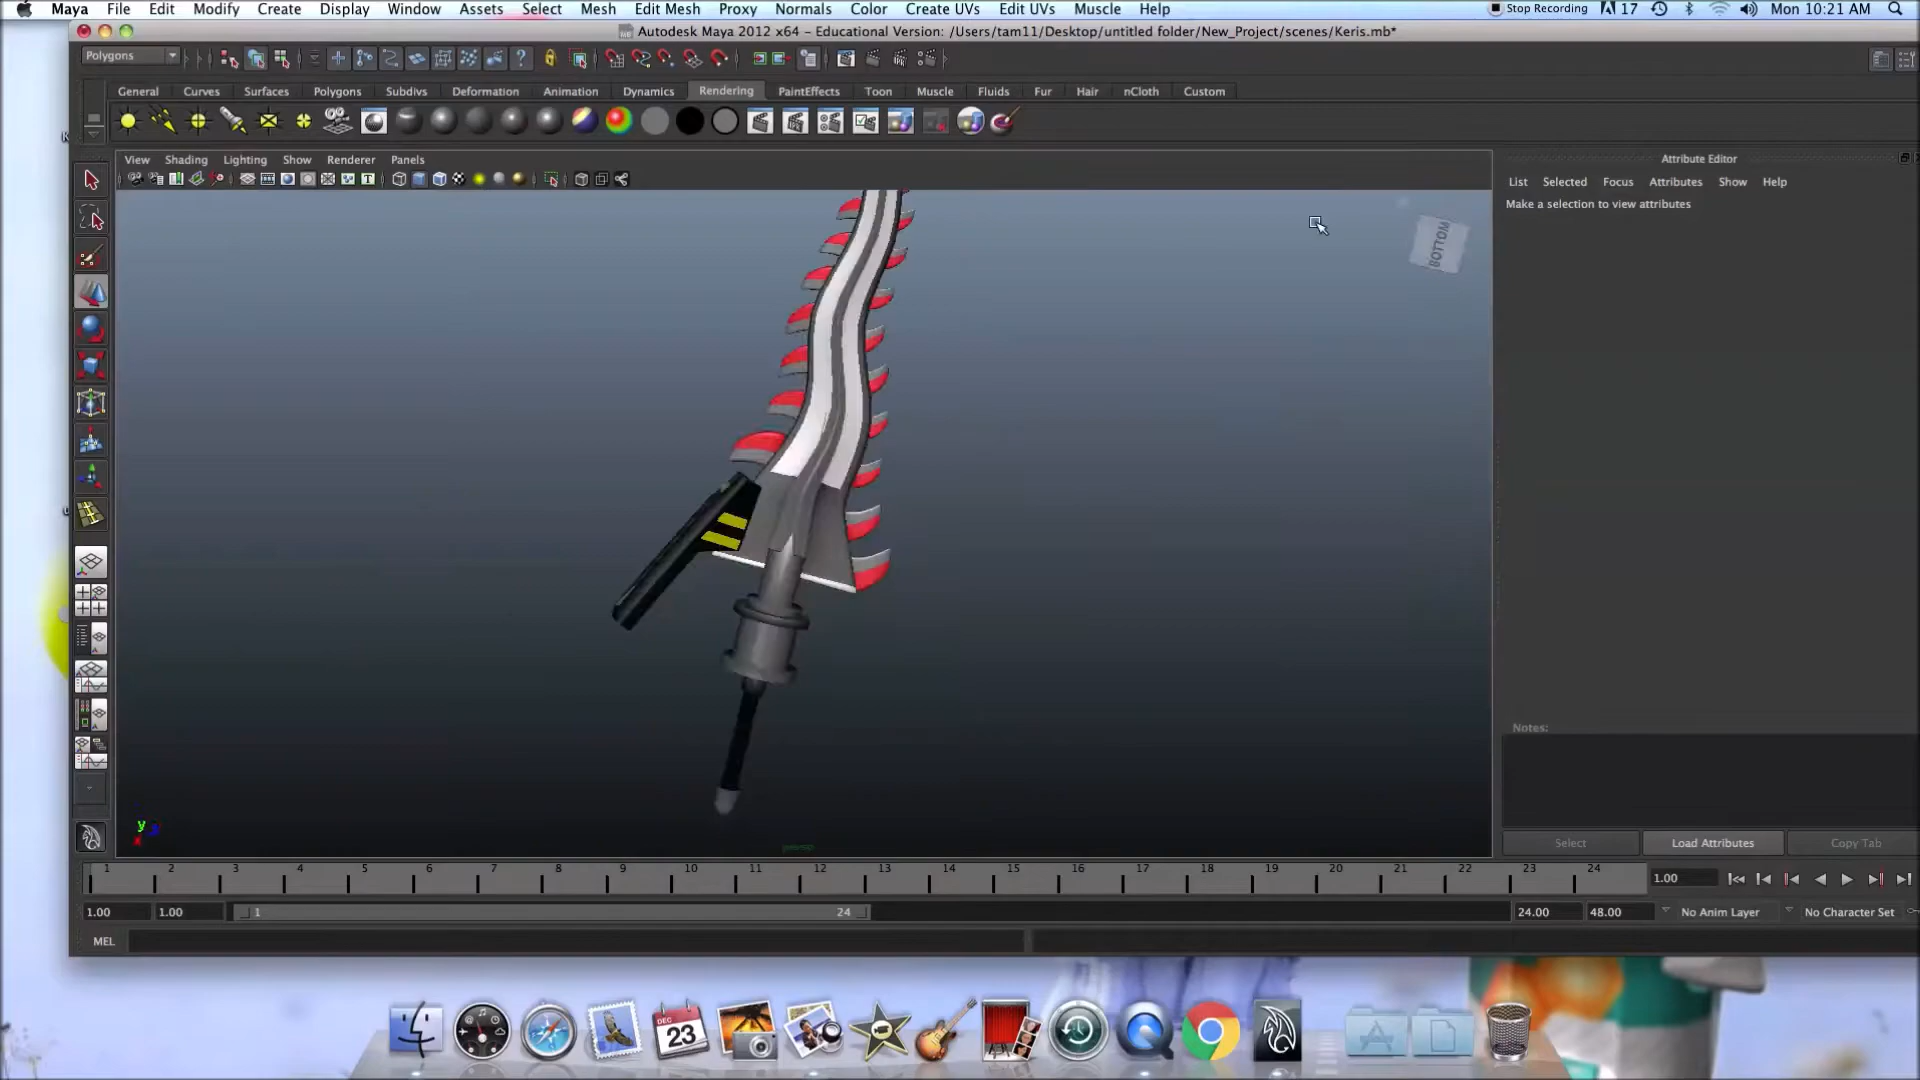 Maya File Edit Modify Create Display Window Assets Select Mesh Edit Mesh Proxy Normals Color Create UVs Edit UVs Muscle Help Stop Recording 17 Mon 10:21 AM
Autodesk Maya 2012 x64 – Educational Version: /Users/tam11/Desktop/untitled folder/New_Project/scenes/Keris.mb*
Polygons
General Curves Surfaces Polygons Subdivs Deformation Animation Dynamics Rendering PaintEffects Toon Muscle Fluids Fur Hair nCloth Custom
View Shading Lighting Show Renderer Panels
Attribute Editor
List Selected Focus Attributes Show Help
Make a selection to view attributes
BOTTOM
Notes:
y
x
persp
Select Load Attributes Copy Tab
1 2 3 4 5 6 7 8 9 10 11 12 13 14 15 16 17 18 19 20 21 22 23 24 1.00
1.00 1.00 1 24 24.00 48.00 No Anim Layer No Character Set
MEL
DEC
23